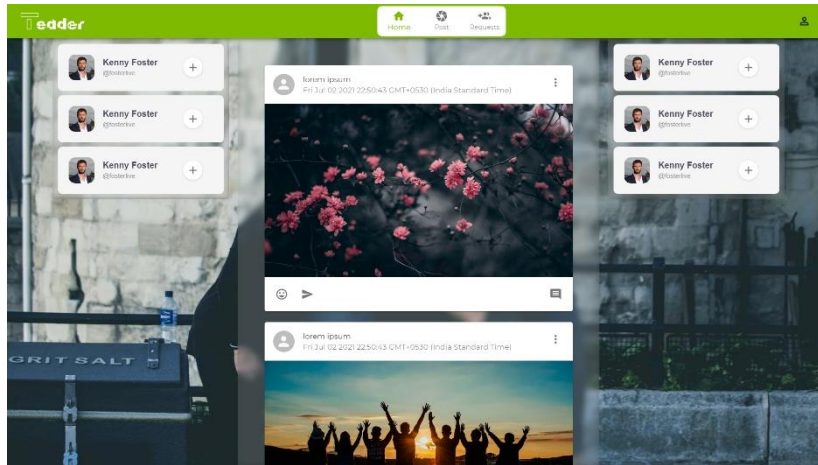 Teader
Home Post Requests
Kenny Foster
@fosterlive
Kenny Foster
@fosterlive
Kenny Foster
@fosterlive
lorem ipsum
Fri Jul 02 2021 22:50:43 GMT+0530 (India Standard Time)
lorem ipsum
Fri Jul 02 2021 22:50:43 GMT+0530 (India Standard Time)
Kenny Foster
@fosterlive
Kenny Foster
@fosterlive
Kenny Foster
@fosterlive
GRIT SALT